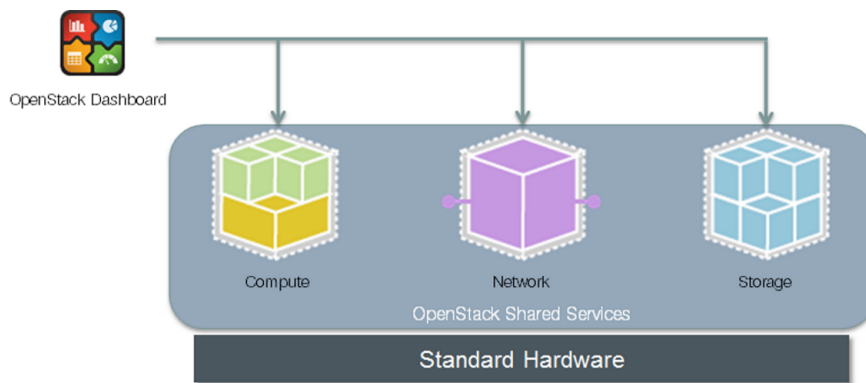 OpenStack Dashboard
Compute
Network
Storage
OpenStack Shared Services
Standard Hardware